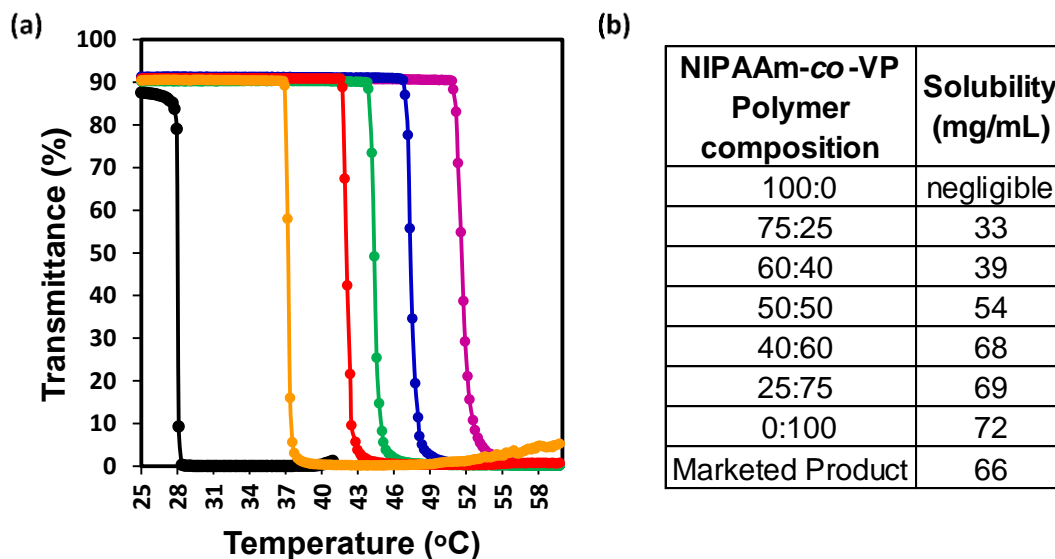 (a)
100
90
80
70
60
50
40
30
20
10
0
Transmittance (%)
25 28 31 34 37 40 43 46 49 52 55 58
Temperature (oC)
(b)
NIPAAm-co-VP
Polymer
composition
Solubility
(mg/mL)
100:0 negligible
75:25 33
60:40 39
50:50 54
40:60 68
25:75 69
0:100 72
Marketed Product 66